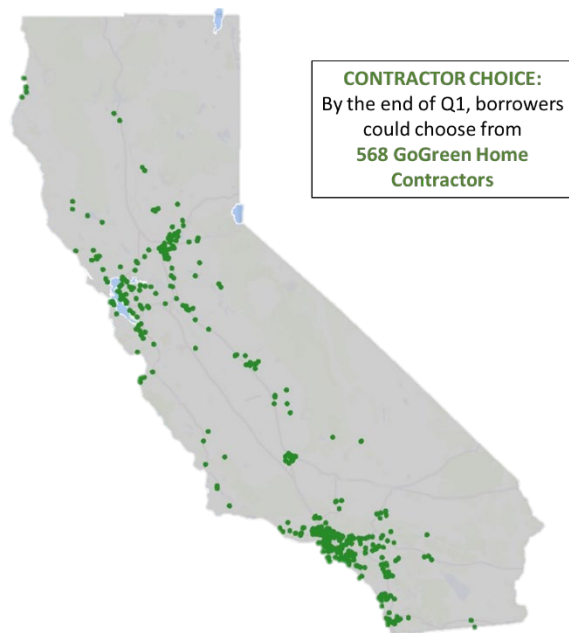 CONTRACTOR CHOICE:
By the end of Q1, borrowers
could choose from
568 GoGreen Home
Contractors